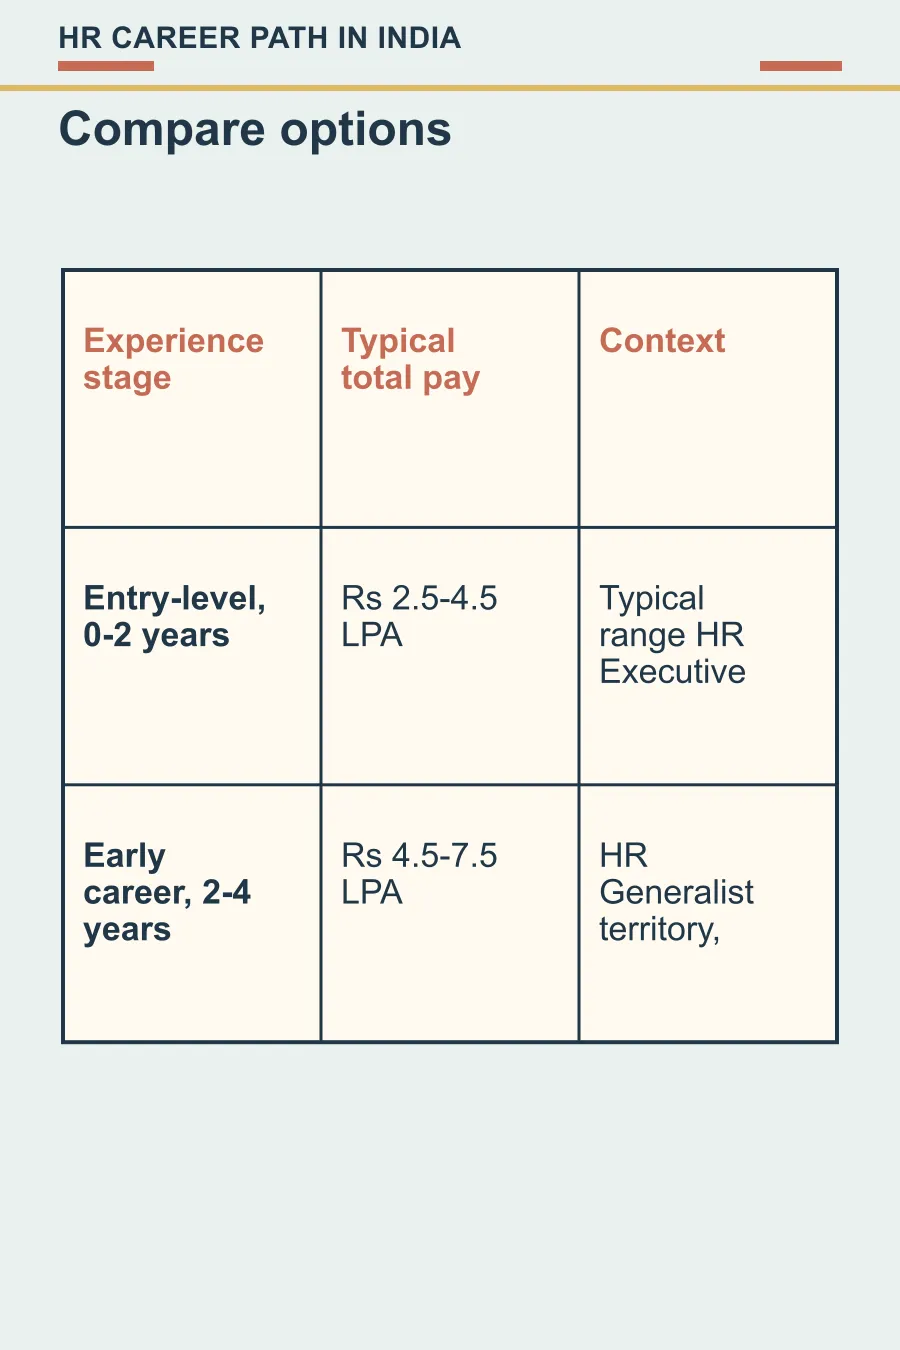 HR CAREER PATH IN INDIA
Compare options
Experience
stage
Typical
total pay
Context
Entry-level,
0-2 years
Rs 2.5-4.5
LPA
Typical
range HR
Executive
Early
career, 2-4
years
Rs 4.5-7.5
LPA
HR
Generalist
territory,